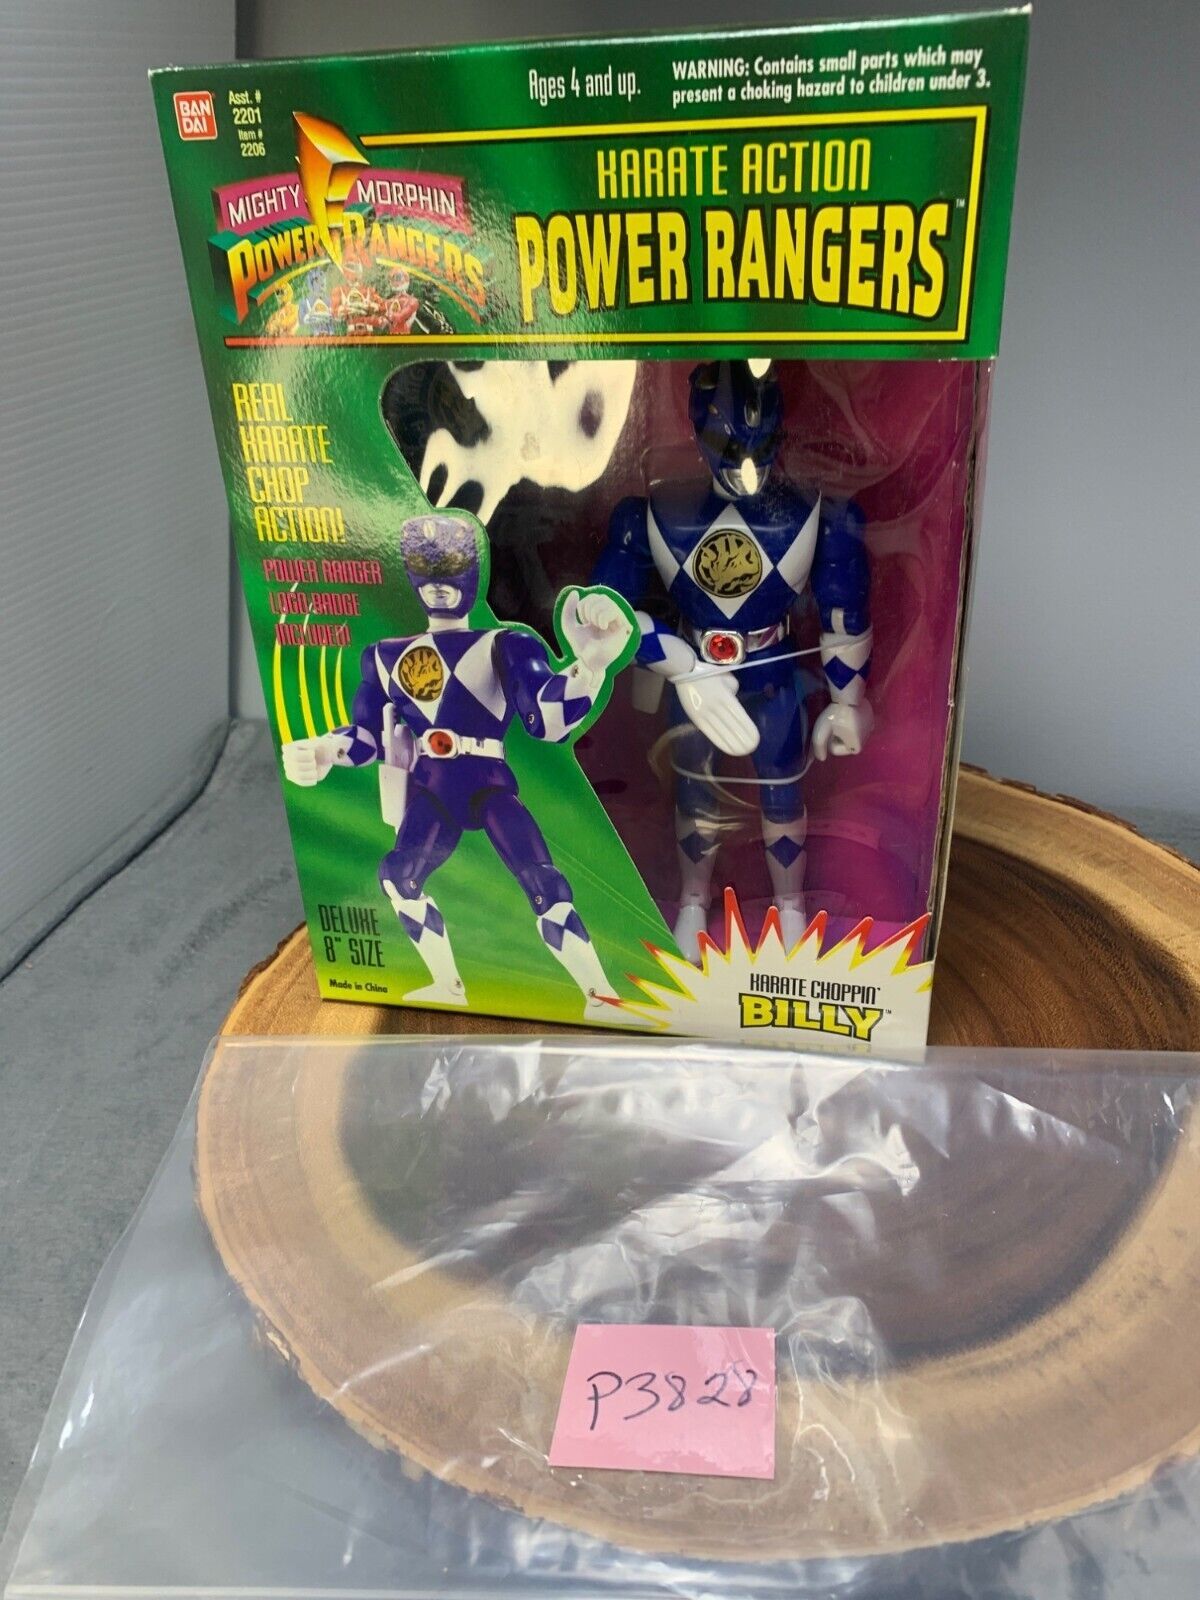 Ages 4 and up.
WARNING: Contains small parts which may
present a choking hazard to children under 3.
BAN
DAI
Asst. #
2201
Item #
2206
MIGHTY MORPHIN
POWER RANGERS
KARATE ACTION
POWER RANGERS™
REAL
KARATE
CHOP
ACTION!
POWER RANGER
LOGO BADGE
INCLUDED!
DELUXE
8" SIZE
Made in China
KARATE CHOPPIN'
BILLY™
P3828